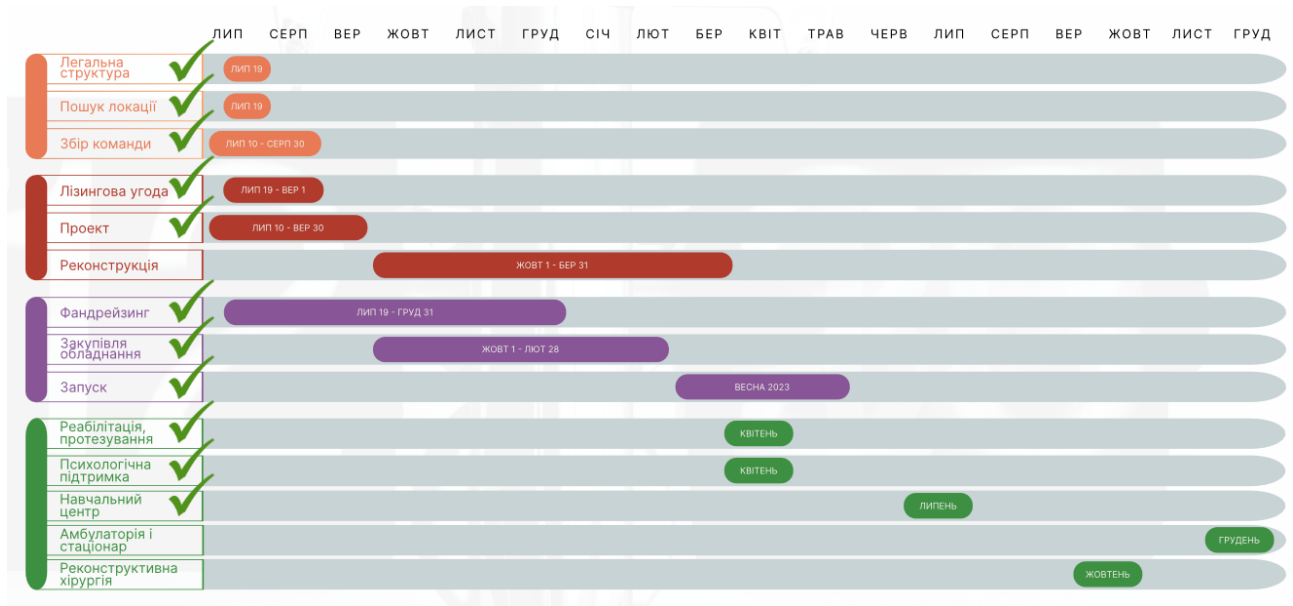 ЛИП СЕРП ВЕР ЖОВТ ЛИСТ ГРУД СІЧ ЛЮТ БЕР КВІТ ТРАВ ЧЕРВ ЛИП СЕРП ВЕР ЖОВТ ЛИСТ ГРУД
Легальна
структура
ЛИП 19
Пошук локації
ЛИП 19
Збір команди
ЛИП 10 - СЕРП 30
Лізингова угода
ЛИП 19 - ВЕР 1
Проект
ЛИП 10 - ВЕР 30
Реконструкція
ЖОВТ 1 - БЕР 31
Фандрейзинг
ЛИП 19 - ГРУД 31
Закупівля
обладнання
ЖОВТ 1 - ЛЮТ 28
Запуск
ВЕСНА 2023
Реабілітація,
протезування
КВІТЕНЬ
Психологічна
підтримка
КВІТЕНЬ
Навчальний
центр
ЛИПЕНЬ
Амбулаторія і
стаціонар
ГРУДЕНЬ
Реконструктивна
хірургія
ЖОВТЕНЬ